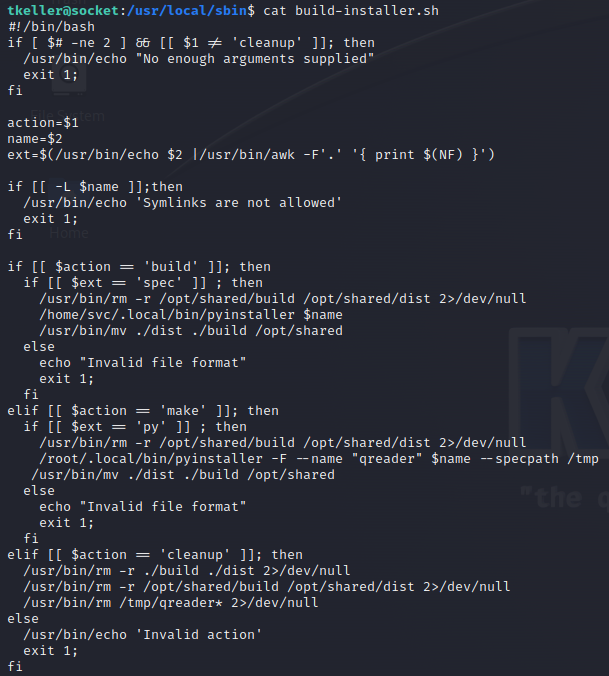 tkeller@socket:/usr/local/sbin$ cat build-installer.sh
#!/bin/bash
if [ $# -ne 2 ] && [[ $1 != 'cleanup' ]]; then
  /usr/bin/echo "No enough arguments supplied"
  exit 1;
fi

action=$1
name=$2
ext=$(/usr/bin/echo $2 |/usr/bin/awk -F'.' '{ print $(NF) }')

if [[ -L $name ]];then
  /usr/bin/echo 'Symlinks are not allowed'
  exit 1;
fi

if [[ $action == 'build' ]]; then
  if [[ $ext == 'spec' ]] ; then
    /usr/bin/rm -r /opt/shared/build /opt/shared/dist 2>/dev/null
    /home/svc/.local/bin/pyinstaller $name
    /usr/bin/mv ./dist ./build /opt/shared
  else
    echo "Invalid file format"
    exit 1;
  fi
elif [[ $action == 'make' ]]; then
  if [[ $ext == 'py' ]] ; then
    /usr/bin/rm -r /opt/shared/build /opt/shared/dist 2>/dev/null
    /root/.local/bin/pyinstaller -F --name "qreader" $name --specpath /tmp
   /usr/bin/mv ./dist ./build /opt/shared
  else
    echo "Invalid file format"
    exit 1;
  fi
elif [[ $action == 'cleanup' ]]; then
  /usr/bin/rm -r ./build ./dist 2>/dev/null
  /usr/bin/rm -r /opt/shared/build /opt/shared/dist 2>/dev/null
  /usr/bin/rm /tmp/qreader* 2>/dev/null
else
  /usr/bin/echo 'Invalid action'
  exit 1;
fi
Home
"the